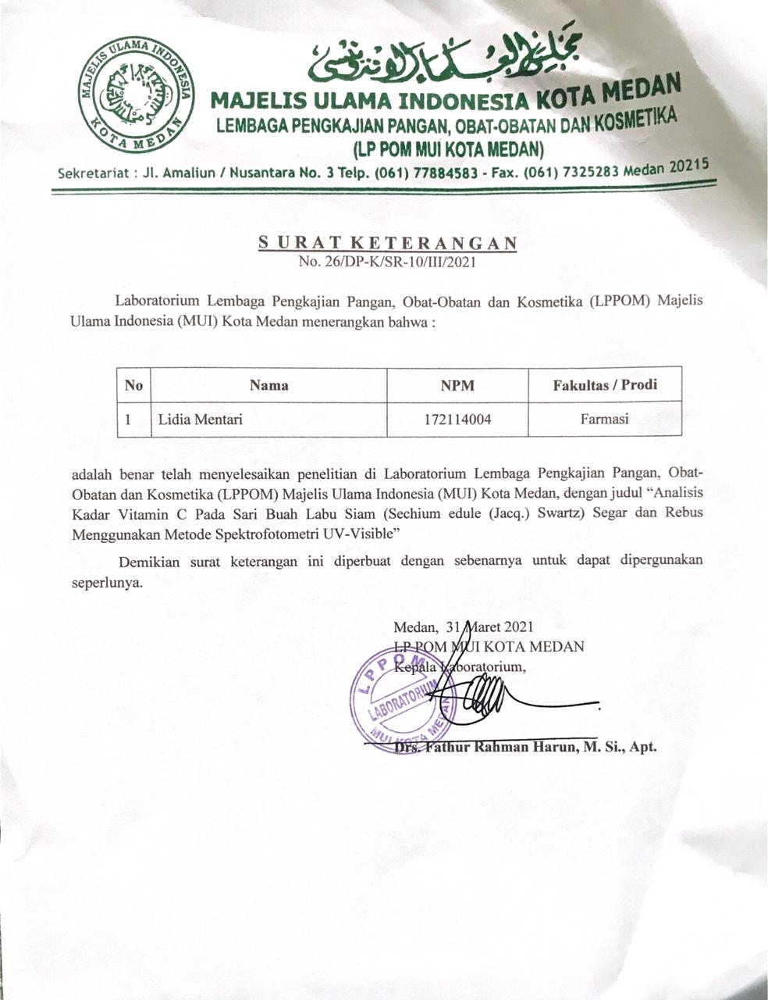 مجلس العلماء الإندونيسي
MAJELIS ULAMA INDONESIA
KOTA MEDAN
MAJELIS ULAMA INDONESIA KOTA MEDAN
LEMBAGA PENGKAJIAN PANGAN, OBAT-OBATAN DAN KOSMETIKA
(LP POM MUI KOTA MEDAN)
Sekretariat : Jl. Amaliun / Nusantara No. 3 Telp. (061) 77884583 - Fax. (061) 7325283 Medan 20215
SURAT KETERANGAN
No. 26/DP-K/SR-10/III/2021
Laboratorium Lembaga Pengkajian Pangan, Obat-Obatan dan Kosmetika (LPPOM) Majelis
Ulama Indonesia (MUI) Kota Medan menerangkan bahwa :
No Nama NPM Fakultas / Prodi
1 Lidia Mentari 172114004 Farmasi
adalah benar telah menyelesaikan penelitian di Laboratorium Lembaga Pengkajian Pangan, Obat-
Obatan dan Kosmetika (LPPOM) Majelis Ulama Indonesia (MUI) Kota Medan, dengan judul “Analisis
Kadar Vitamin C Pada Sari Buah Labu Siam (Sechium edule (Jacq.) Swartz) Segar dan Rebus
Menggunakan Metode Spektrofotometri UV-Visible”
Demikian surat keterangan ini diperbuat dengan sebenarnya untuk dapat dipergunakan
seperlunya.
Medan, 31 Maret 2021
LP POM MUI KOTA MEDAN
Kepala Laboratorium,
LPPOM
LABORATORIUM
MUI KOTA MEDAN
Drs. Fathur Rahman Harun, M. Si., Apt.